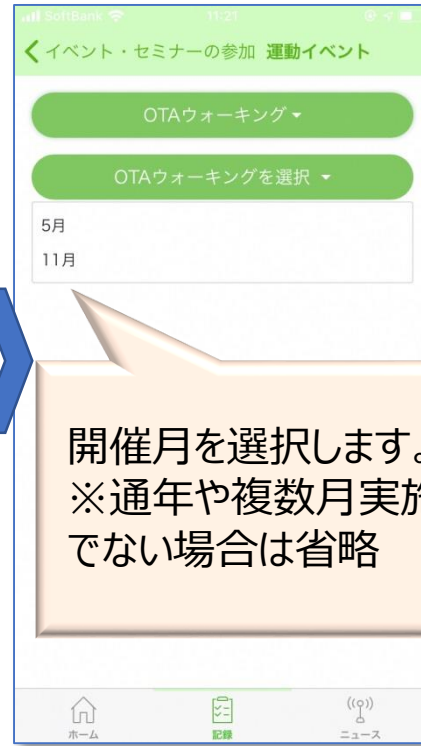 SoftBank 11:21
イベント・セミナーの参加 運動イベント
OTAウォーキング
OTAウォーキングを選択
5月
11月
開催月を選択します。
※通年や複数月実施
でない場合は省略
ホーム 記録 ニュース